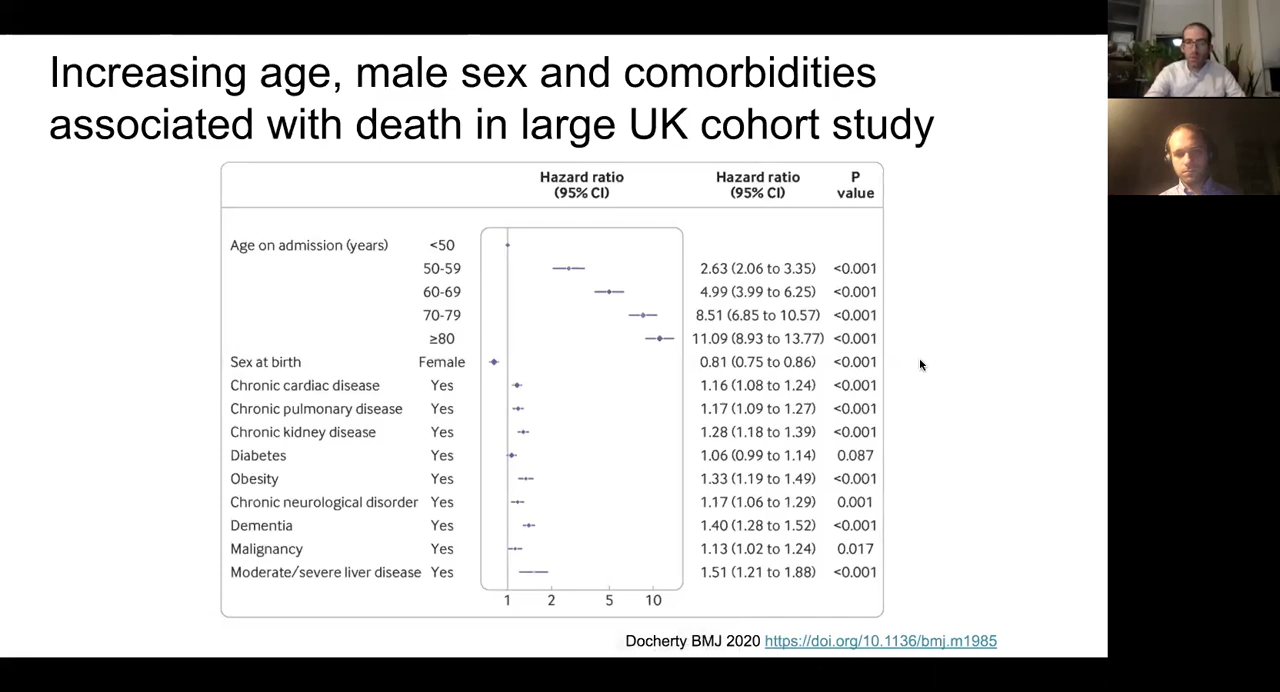 Increasing age, male sex and comorbidities
associated with death in large UK cohort study
Hazard ratio (95% CI) Hazard ratio (95% CI) P value
Age on admission (years) <50
50-59 2.63 (2.06 to 3.35) <0.001
60-69 4.99 (3.99 to 6.25) <0.001
70-79 8.51 (6.85 to 10.57) <0.001
≥80 11.09 (8.93 to 13.77) <0.001
Sex at birth Female 0.81 (0.75 to 0.86) <0.001
Chronic cardiac disease Yes 1.16 (1.08 to 1.24) <0.001
Chronic pulmonary disease Yes 1.17 (1.09 to 1.27) <0.001
Chronic kidney disease Yes 1.28 (1.18 to 1.39) <0.001
Diabetes Yes 1.06 (0.99 to 1.14) 0.087
Obesity Yes 1.33 (1.19 to 1.49) <0.001
Chronic neurological disorder Yes 1.17 (1.06 to 1.29) 0.001
Dementia Yes 1.40 (1.28 to 1.52) <0.001
Malignancy Yes 1.13 (1.02 to 1.24) 0.017
Moderate/severe liver disease Yes 1.51 (1.21 to 1.88) <0.001
1 2 5 10
Docherty BMJ 2020 https://doi.org/10.1136/bmj.m1985